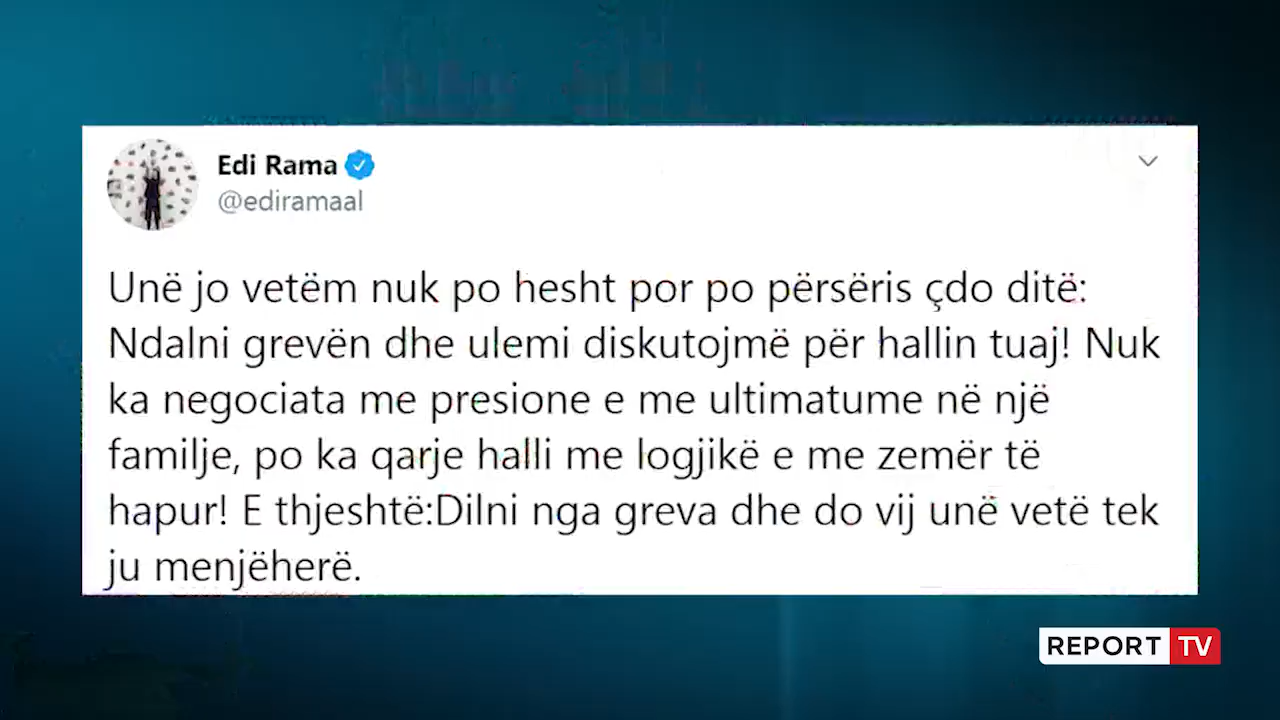 Edi Rama
@ediramaal
Unë jo vetëm nuk po hesht por po përsëris çdo ditë:
Ndalni grevën dhe ulemi diskutojmë për hallin tuaj! Nuk
ka negociata me presione e me ultimatume në një
familje, po ka qarje halli me logjikë e me zemër të
hapur! E thjeshtë:Dilni nga greva dhe do vij unë vetë tek
ju menjëherë.
REPORT TV